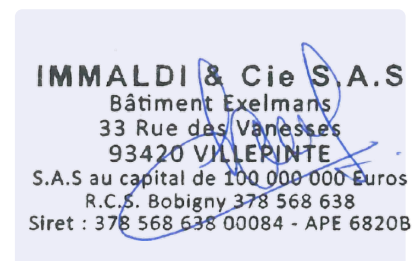 IMMALDI & Cie S.A.S
Bâtiment Exelmans
33 Rue des Vanesses
93420 VILLEPINTE
S.A.S au capital de 100 000 000 Euros
R.C.S. Bobigny 378 568 638
Siret : 378 568 638 00084 - APE 6820B